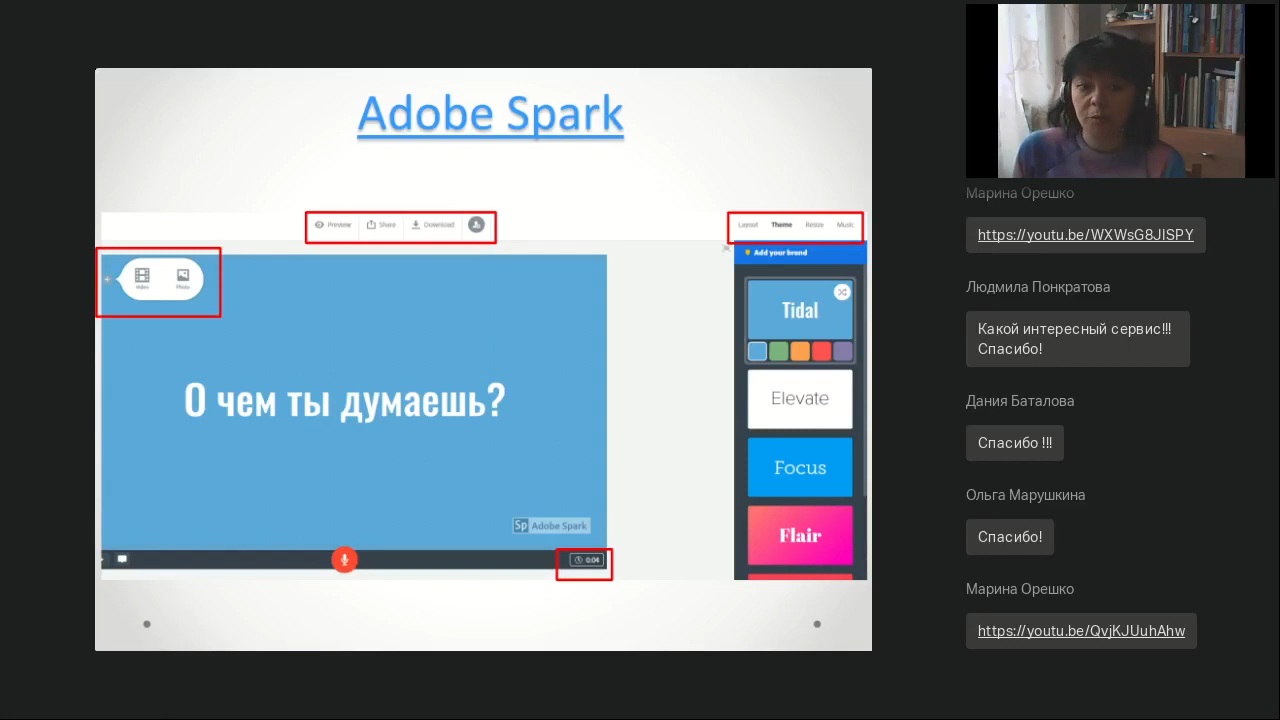 Adobe Spark
Preview
Share
Download
Layout
Theme
Resize
Music
Video
Photo
Add your brend
Tidal
О чем ты думаешь?
Elevate
Focus
Sp Adobe Spark
Flair
0:04
Марина Орешко
https://youtu.be/WXWsG8JlSPY
Людмила Понкратова
Какой интересный сервис!!!
Спасибо!
Дания Баталова
Спасибо !!!
Ольга Марушкина
Спасибо!
Марина Орешко
https://youtu.be/QvjKJUuhAhw